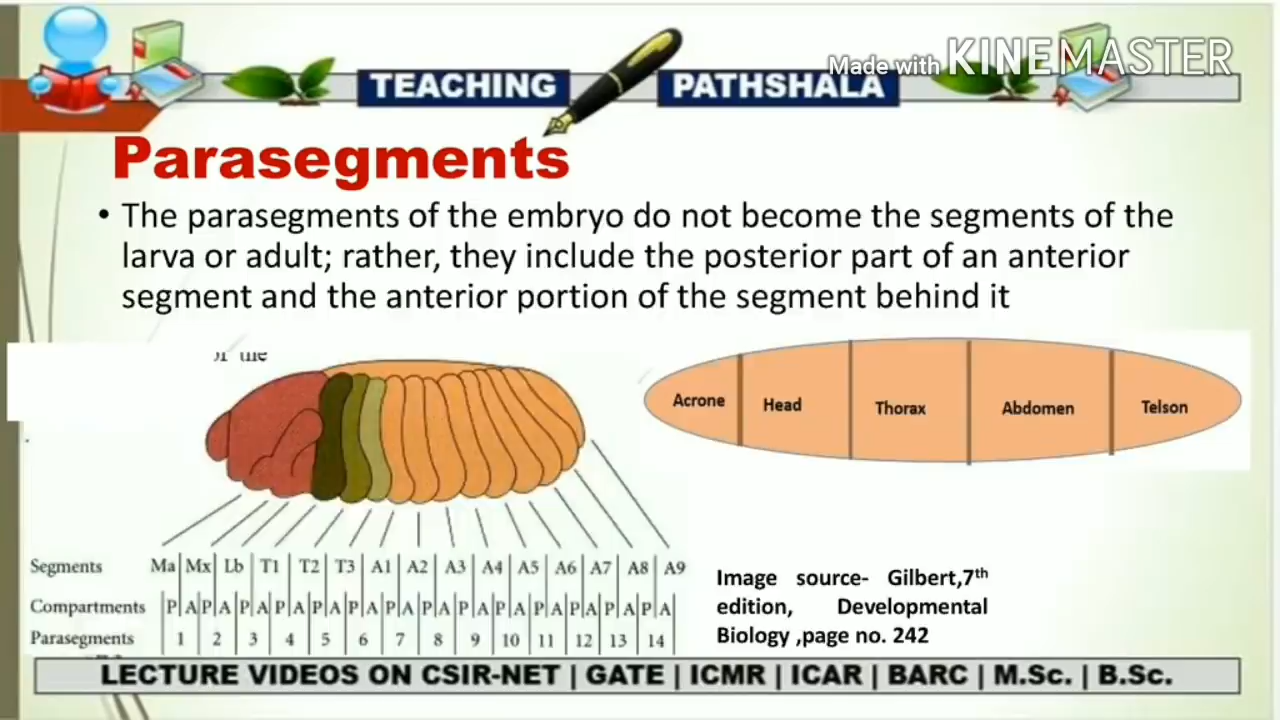 Made with KINEMASTER
TEACHING PATHSHALA
Parasegments
• The parasegments of the embryo do not become the segments of the
larva or adult; rather, they include the posterior part of an anterior
segment and the anterior portion of the segment behind it
of the
Acrone Head Thorax Abdomen Telson
Segments Ma Mx Lb T1 T2 T3 A1 A2 A3 A4 A5 A6 A7 A8 A9
Compartments P A P A P A P A P A P A P A P A P A P A P A P A P A P A
Parasegments 1 2 3 4 5 6 7 8 9 10 11 12 13 14
Image source- Gilbert,7th
edition, Developmental
Biology ,page no. 242
LECTURE VIDEOS ON CSIR-NET | GATE | ICMR | ICAR | BARC | M.Sc. | B.Sc.